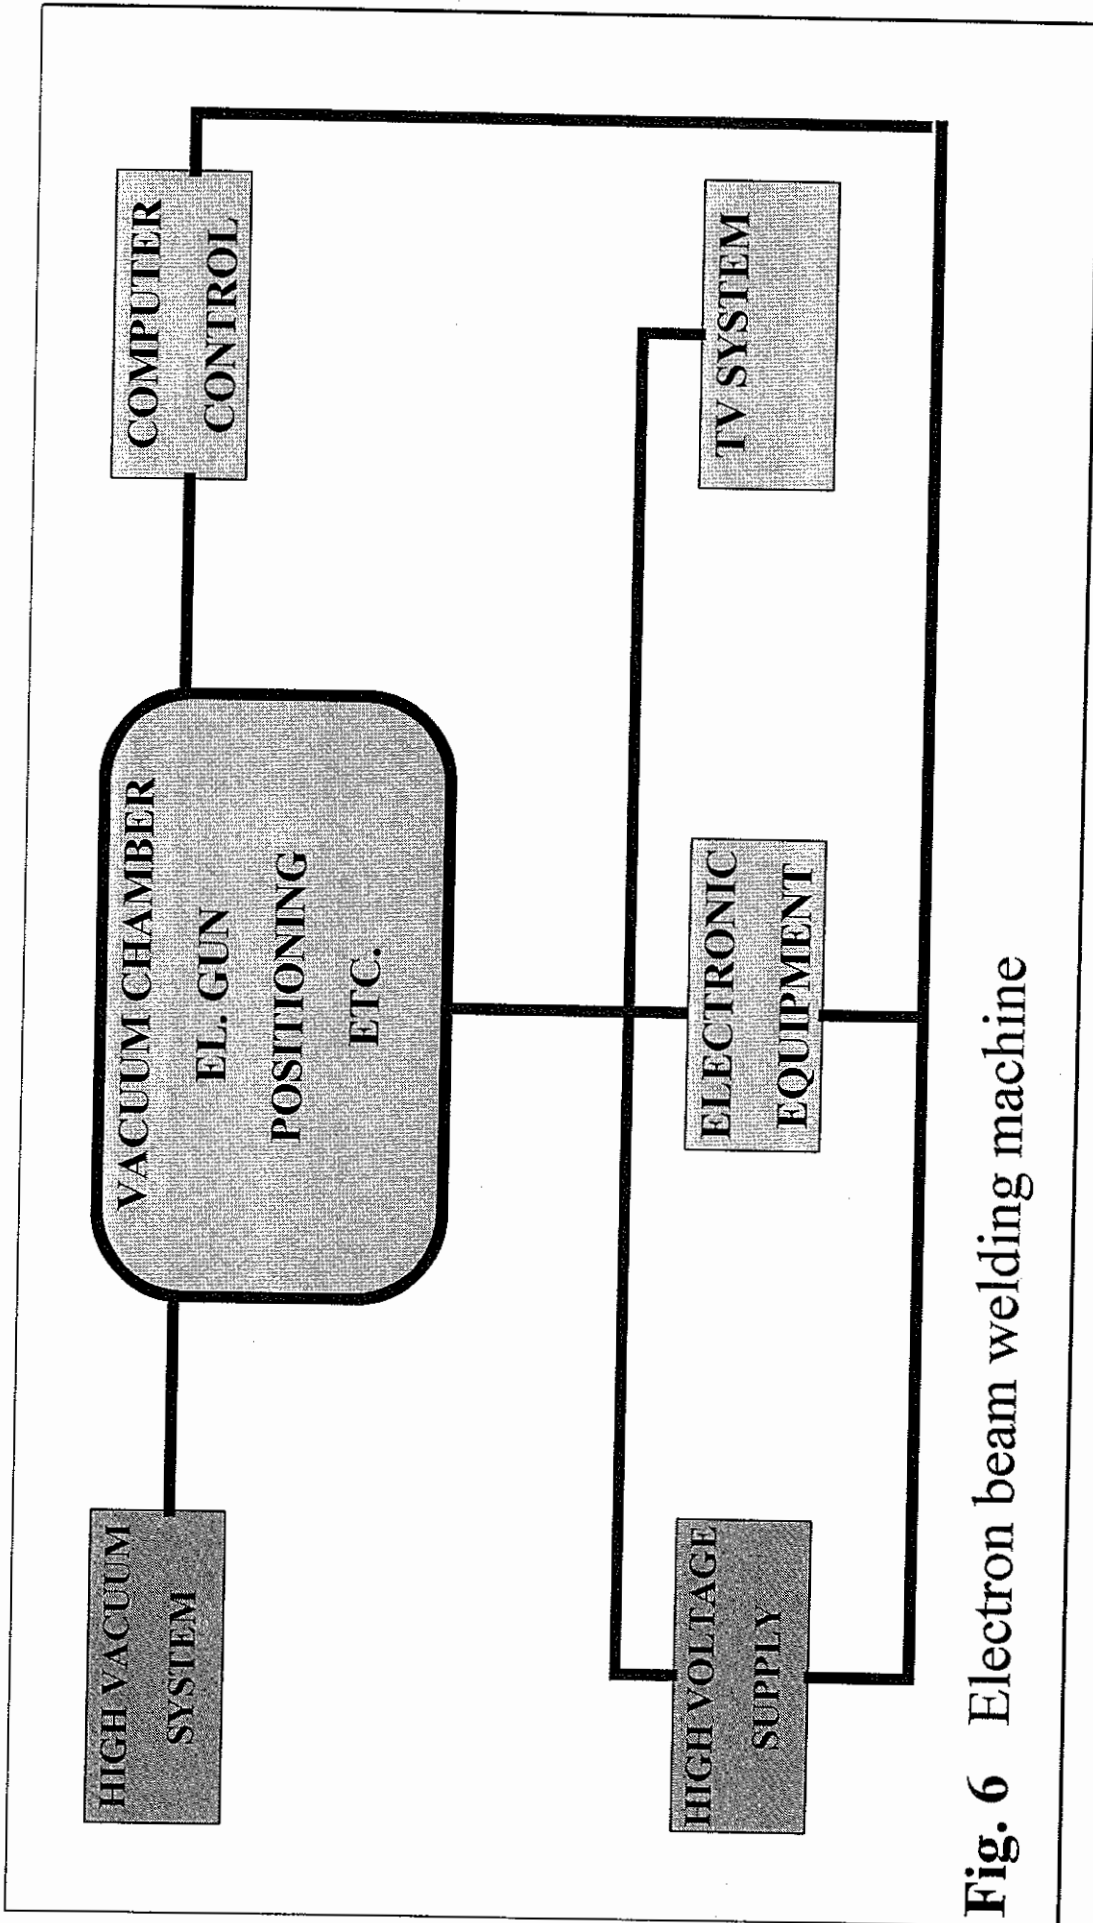 HIGH VACUUM
SYSTEM
VACUUM CHAMBER
EL. GUN
POSITIONING
ETC.
COMPUTER
CONTROL
HIGH VOLTAGE
SUPPLY
ELECTRONIC
EQUIPMENT
TV SYSTEM
Fig. 6 Electron beam welding machine